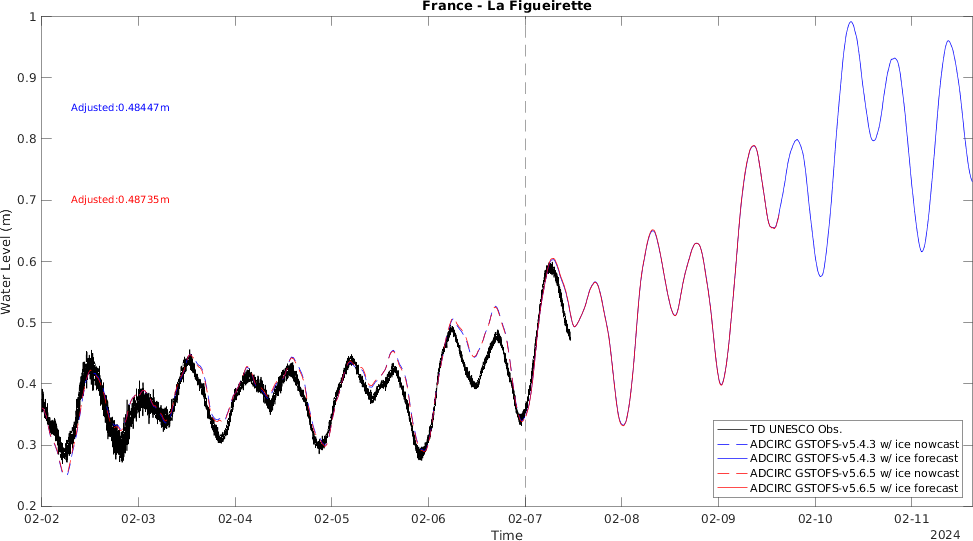 France - La Figueirette
1
0.9
0.8
0.7
0.6
0.5
0.4
0.3
0.2
Water Level (m)
Adjusted:0.48447m
Adjusted:0.48735m
TD UNESCO Obs.
ADCIRC GSTOFS-v5.4.3 w/ ice nowcast
ADCIRC GSTOFS-v5.4.3 w/ ice forecast
ADCIRC GSTOFS-v5.6.5 w/ ice nowcast
ADCIRC GSTOFS-v5.6.5 w/ ice forecast
02-02 02-03 02-04 02-05 02-06 02-07 02-08 02-09 02-10 02-11
Time
2024